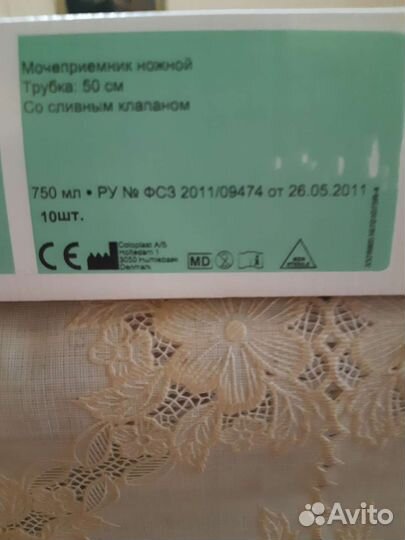 Мочеприемник ножной
Трубка: 50 см
Со сливным клапаном
750 мл • РУ № ФСЗ 2011/09474 от 26.05.2011
10шт.
Coloplast A/S
Holtedam 1
3050 Humlebaek
Denmark
CE
MD
Avito